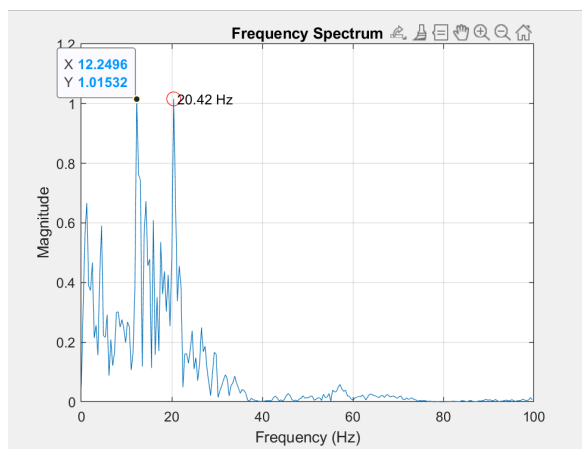 Frequency Spectrum
X 12.2496
Y 1.01532
20.42 Hz
1.2
1
0.8
0.6
0.4
0.2
0
Magnitude
0 20 40 60 80 100
Frequency (Hz)